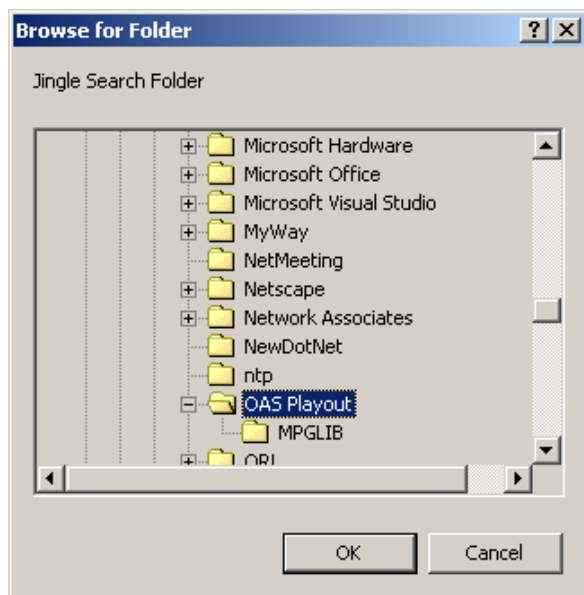 Browse for Folder
Jingle Search Folder
Microsoft Hardware
Microsoft Office
Microsoft Visual Studio
MyWay
NetMeeting
Netscape
Network Associates
NewDotNet
ntp
OAS Playout
MPGLIB
OK
Cancel